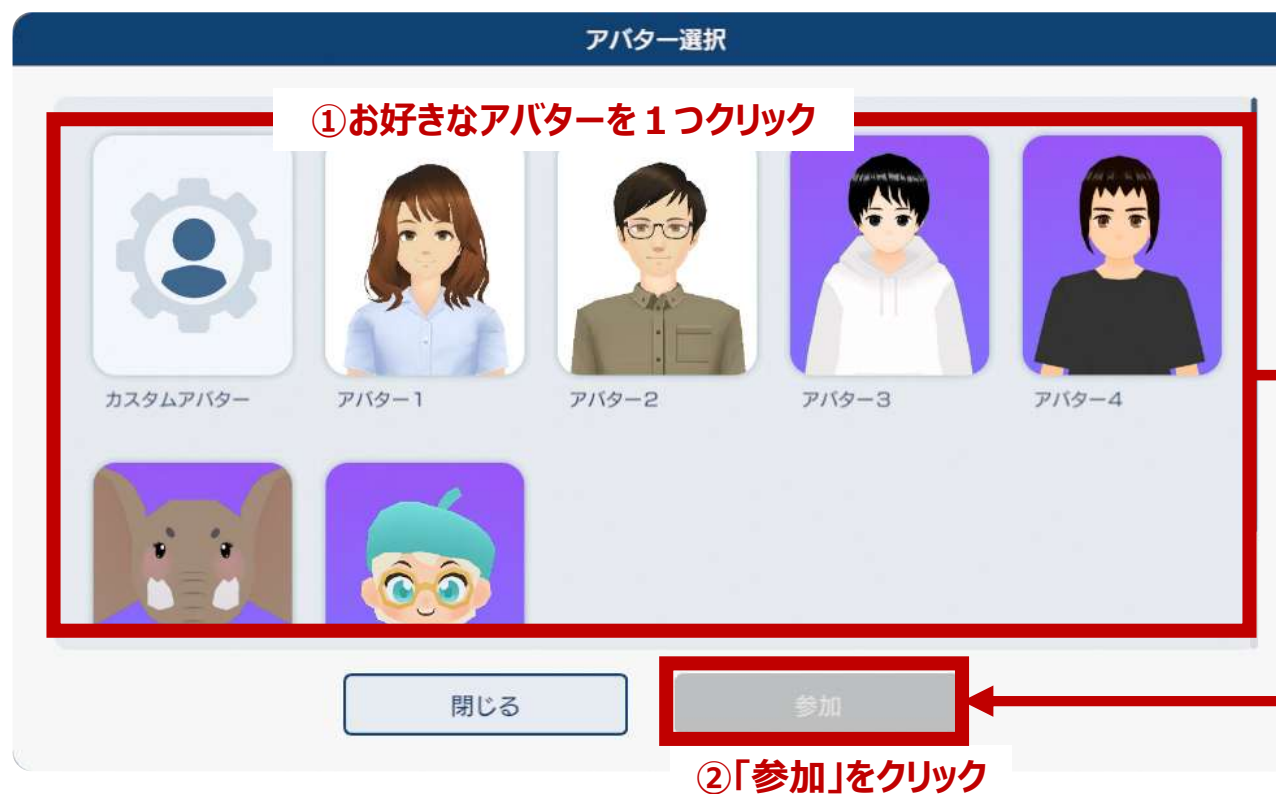 アバター選択
①お好きなアバターを１つクリック
カスタムアバター
アバター1
アバター2
アバター3
アバター4
閉じる
参加
②「参加」をクリック